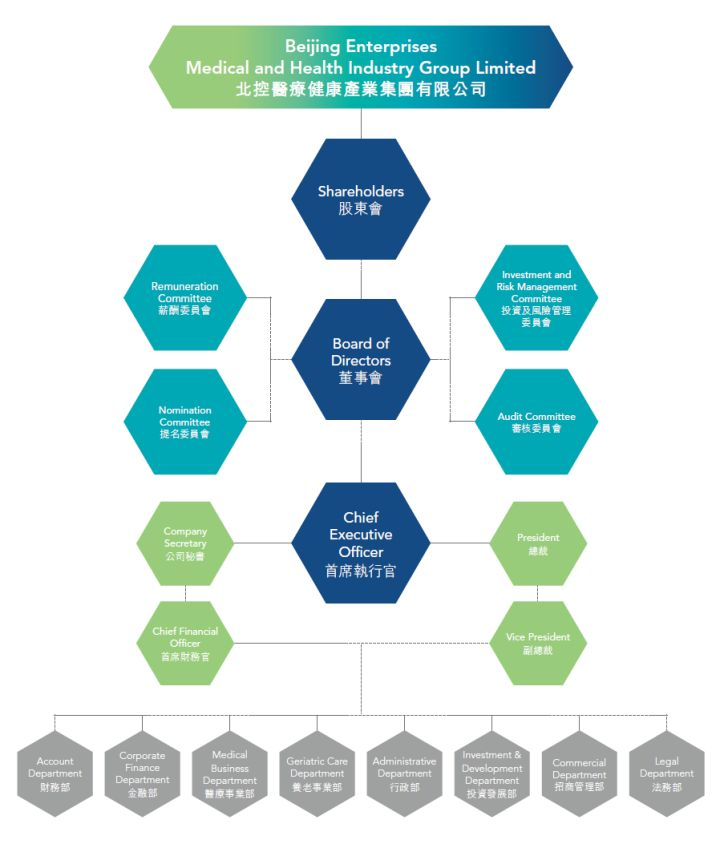 Beijing Enterprises
Medical and Health Industry Group Limited
北控醫療健康產業集團有限公司
Shareholders
股東會
Remuneration
Committee
薪酬委員會
Investment and
Risk Management
Committee
投資及風險管理
委員會
Board of
Directors
董事會
Nomination
Committee
提名委員會
Audit Committee
審核委員會
Chief
Executive
Officer
首席執行官
Company
Secretary
公司秘書
President
總裁
Chief Financial
Officer
首席財務官
Vice President
副總裁
Account
Department
財務部
Corporate
Finance
Department
金融部
Medical
Business
Department
醫療事業部
Geriatric Care
Department
養老事業部
Administrative
Department
行政部
Investment &
Development
Department
投資發展部
Commercial
Department
招商管理部
Legal
Department
法務部